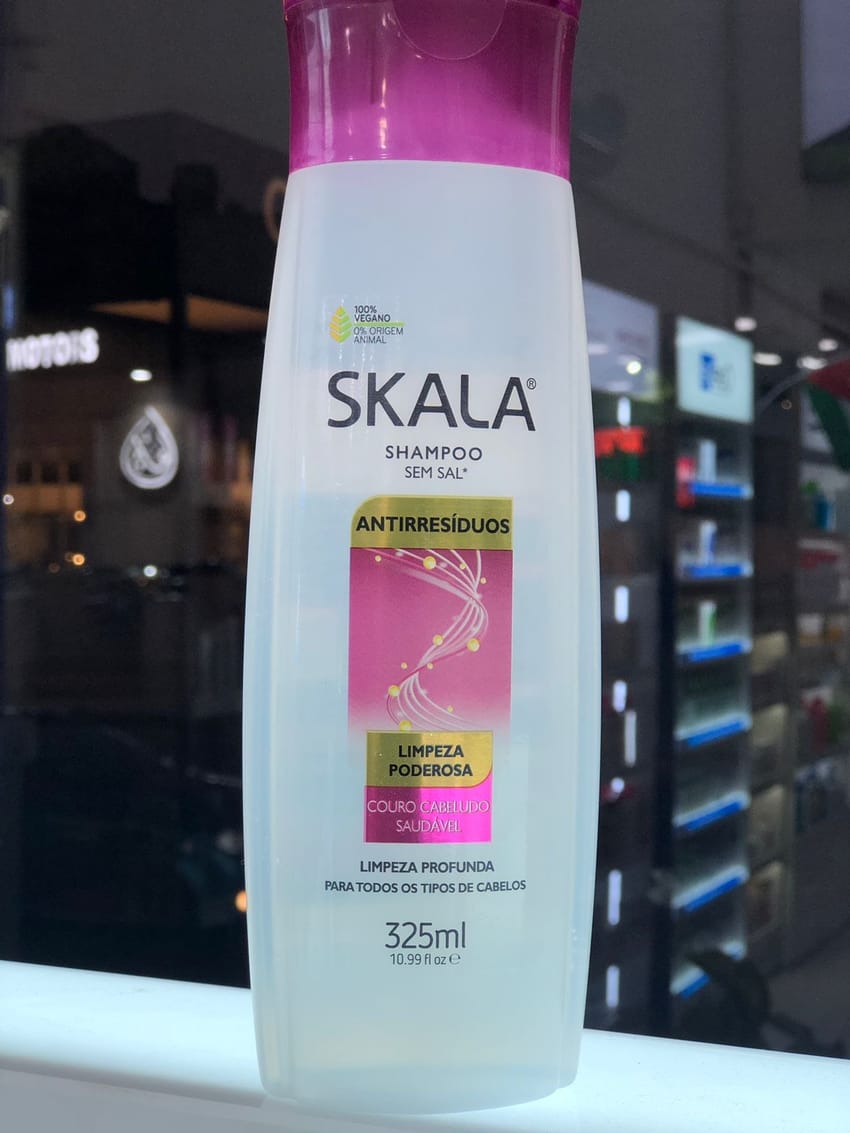 100%
VEGANO
0% ORIGEM
ANIMAL
SKALA®
SHAMPOO
SEM SAL*
ANTIRRESÍDUOS
LIMPEZA
PODEROSA
COURO CABELUDO
SAUDÁVEL
LIMPEZA PROFUNDA
PARA TODOS OS TIPOS DE CABELOS
325ml
10.99 fl oz ℮